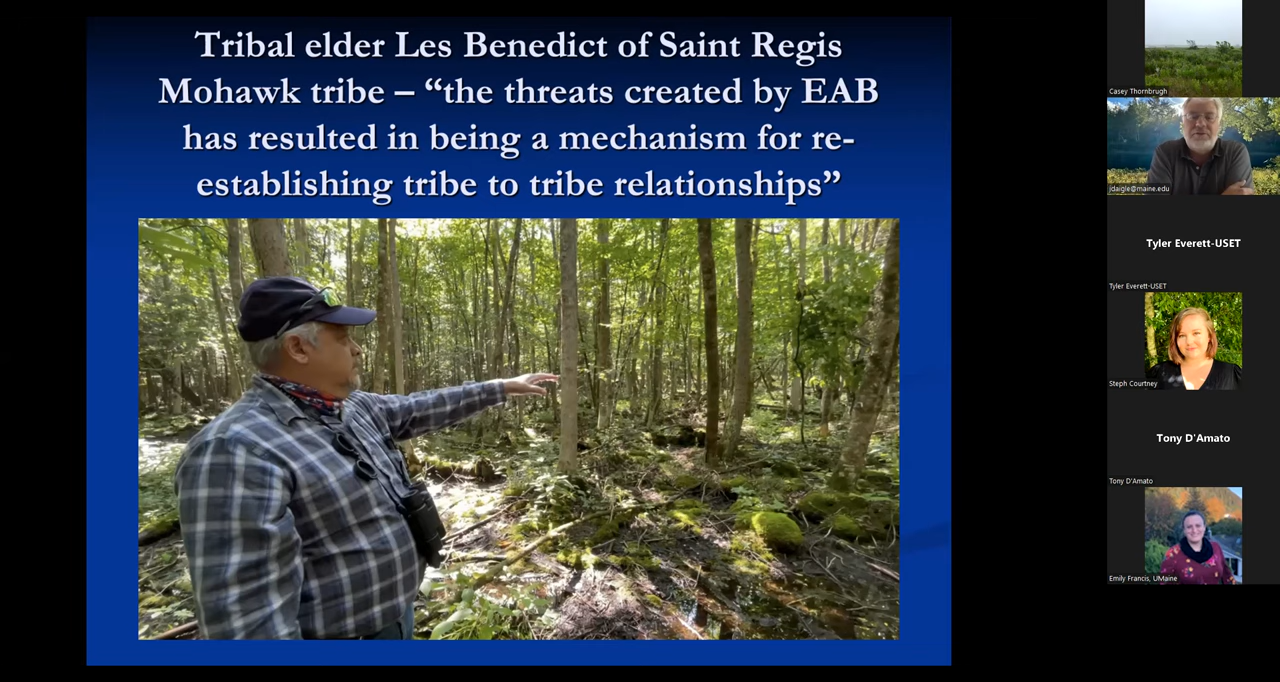 Tribal elder Les Benedict of Saint Regis
Mohawk tribe – “the threats created by EAB
has resulted in being a mechanism for re-
establishing tribe to tribe relationships”
Casey Thornbrugh
jdaigle@maine.edu
Tyler Everett-USET
Tyler Everett-USET
Steph Courtney
Tony D'Amato
Tony D'Amato
Emily Francis, UMaine